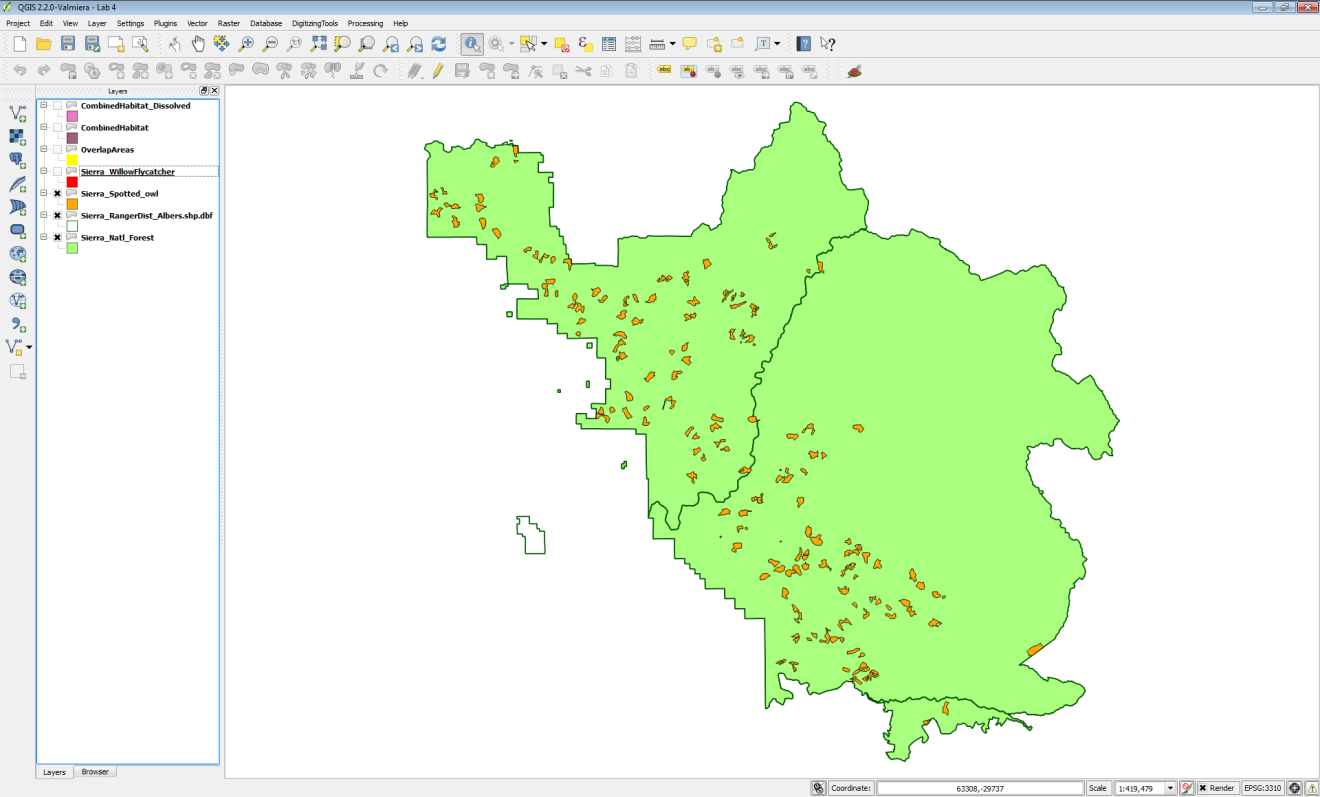 QGIS 2.2.0-Valmiera - Lab 4
Project Edit View Layer Settings Plugins Vector Raster Database DigitizingTools Processing Help
Layers
CombinedHabitat_Dissolved
CombinedHabitat
OverlapAreas
Sierra_WillowFlycatcher
Sierra_Spotted_owl
Sierra_RangerDist_Albers.shp.dbf
Sierra_Natl_Forest
Layers Browser
Coordinate: 63308,-29737 Scale 1:419,479 Render EPSG:3310